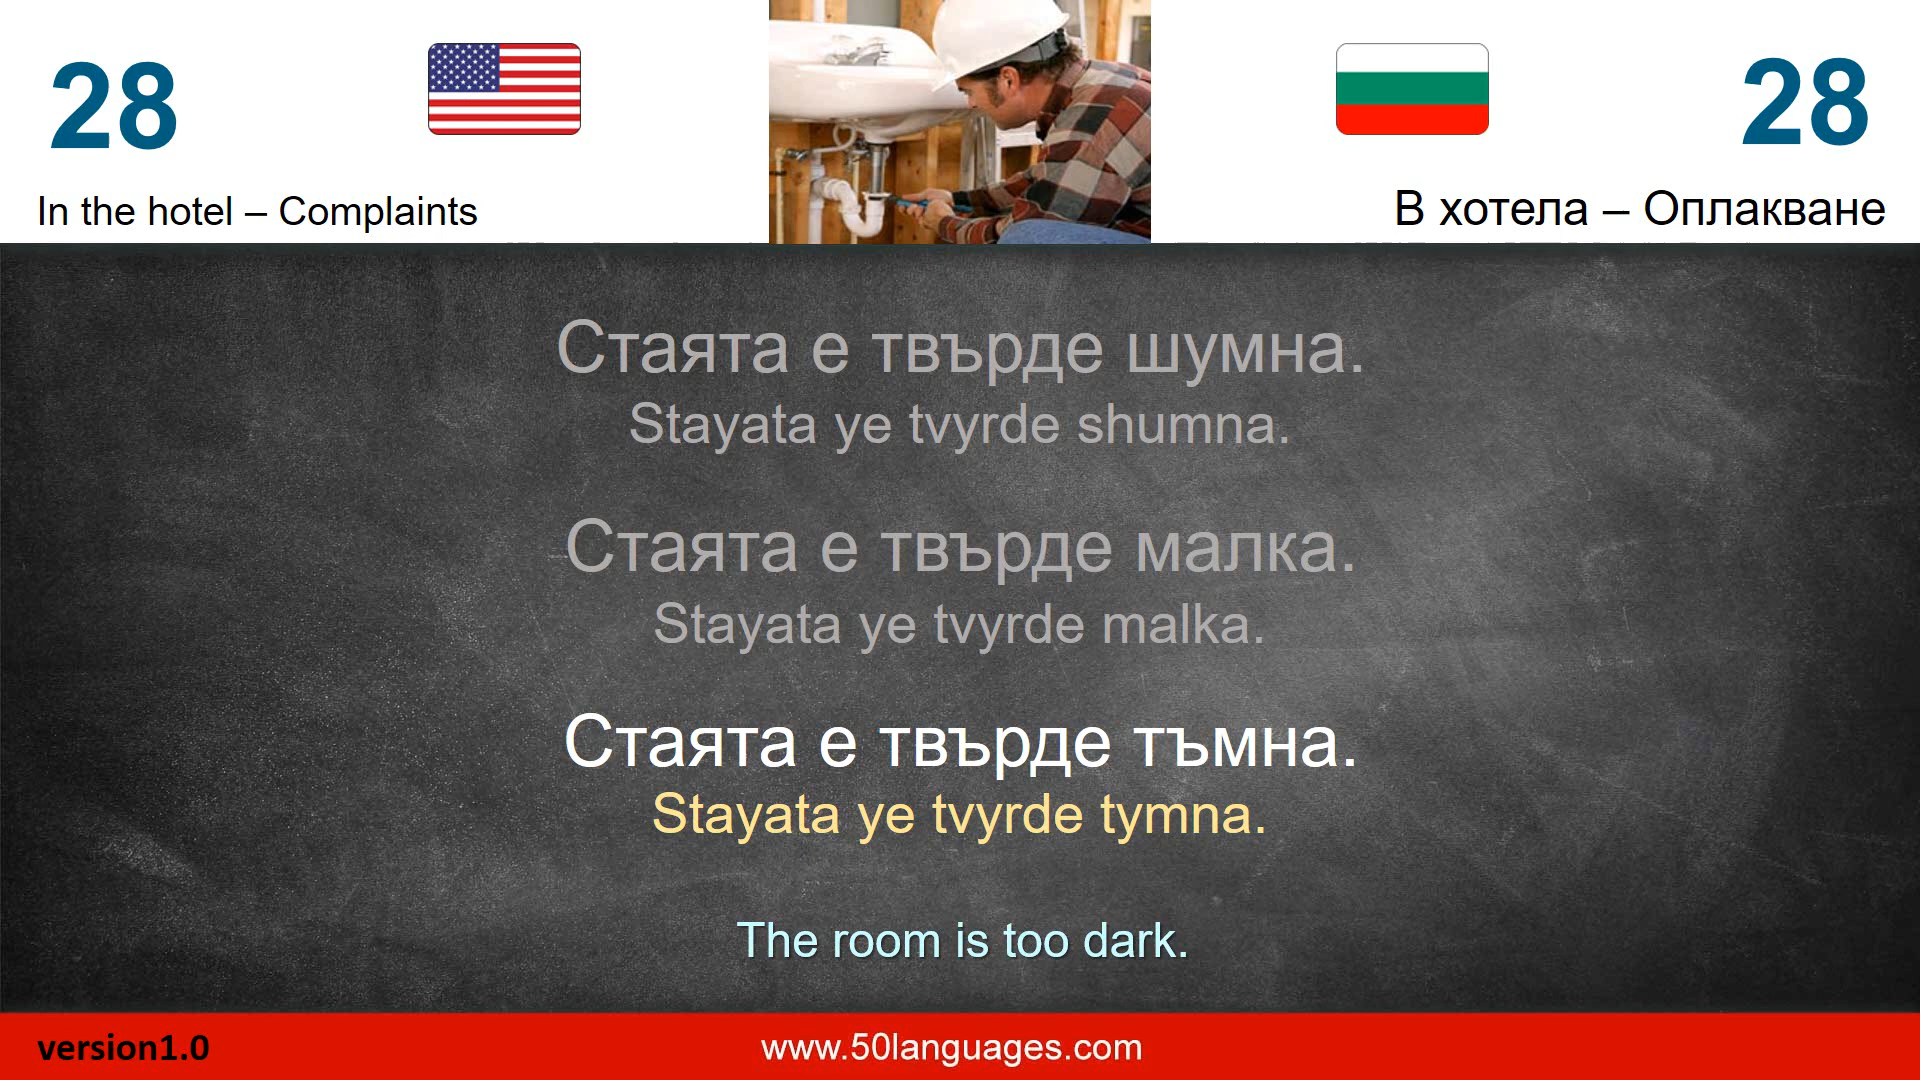 28
28
In the hotel – Complaints
В хотела – Оплакване
Стаята е твърде шумна.
Stayata ye tvyrde shumna.
Стаята е твърде малка.
Stayata ye tvyrde malka.
Стаята е твърде тъмна.
Stayata ye tvyrde tymna.
The room is too dark.
version1.0
www.50languages.com